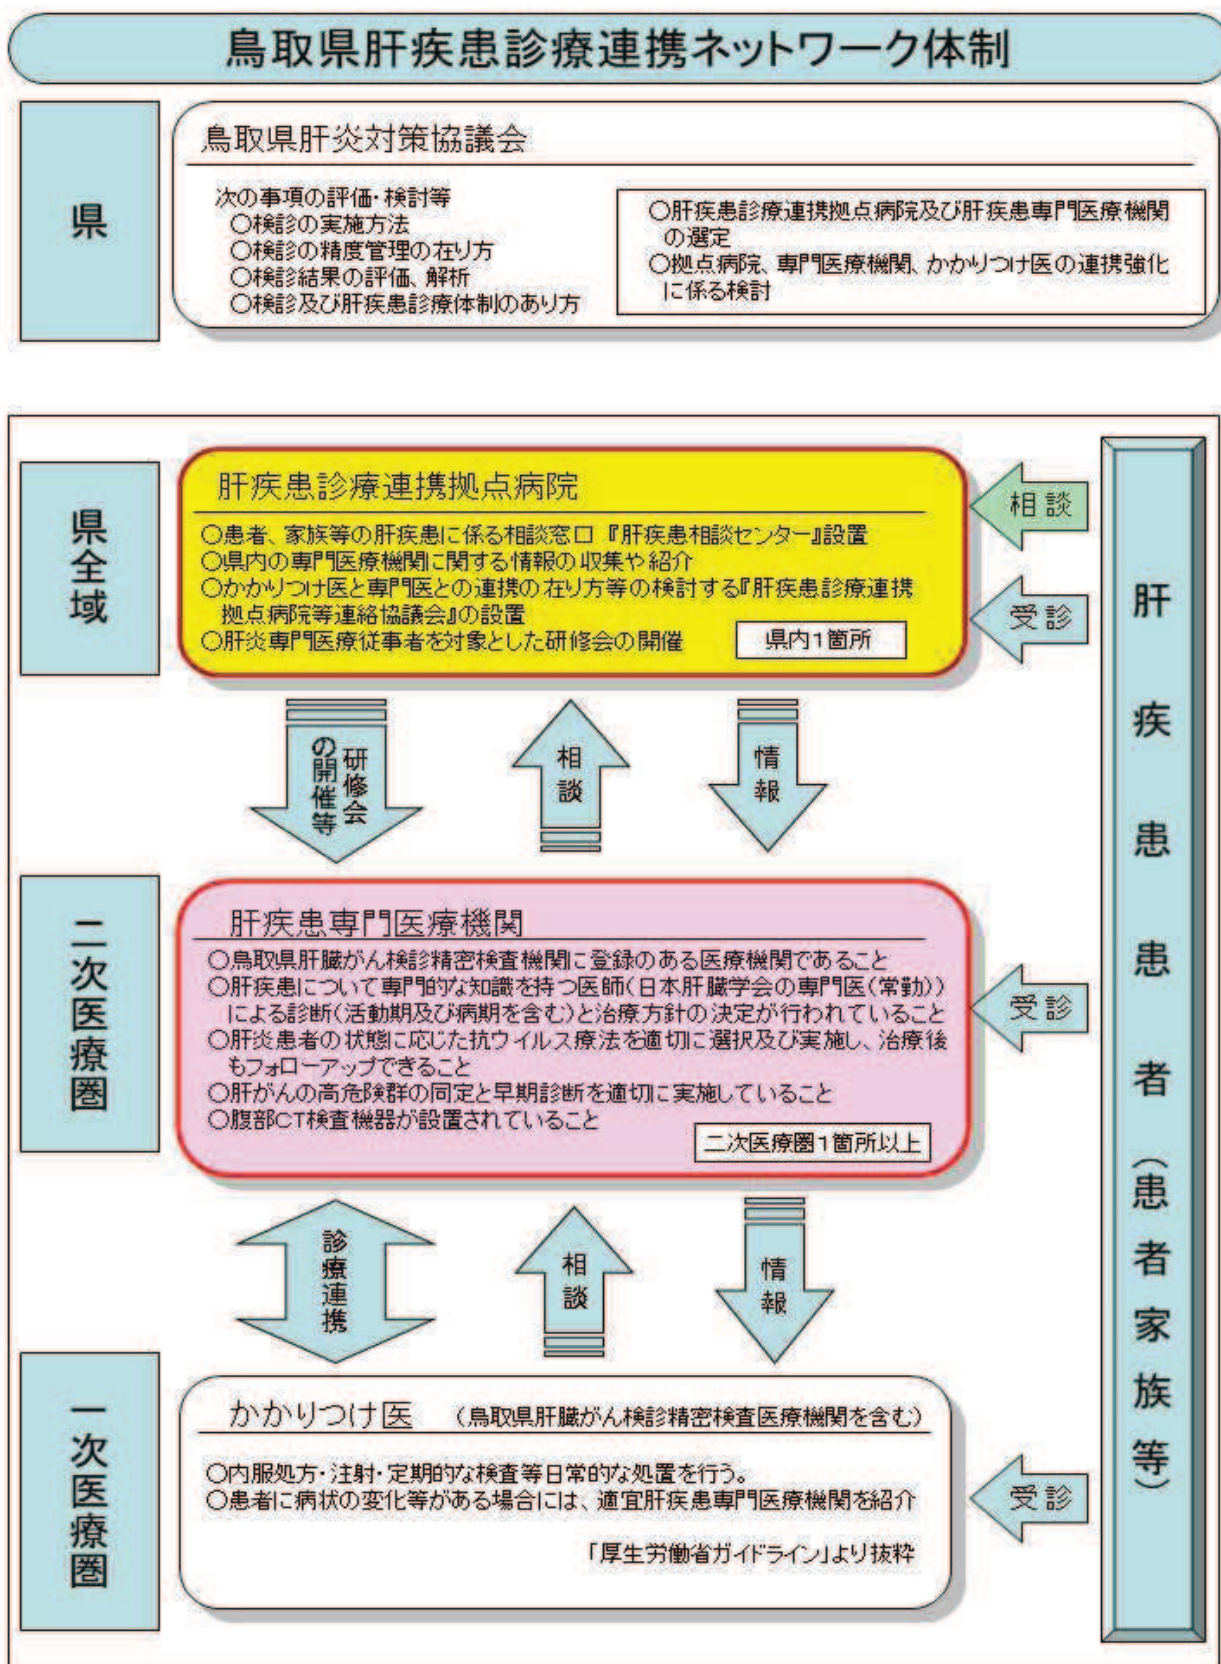 鳥取県肝疾患診療連携ネットワーク体制
県
鳥取県肝炎対策協議会
次の事項の評価・検討等
〇検診の実施方法
〇検診の精度管理の在り方
〇検診結果の評価、解析
〇検診及び肝疾患診療体制のあり方
〇肝疾患診療連携拠点病院及び肝疾患専門医療機関
の選定
〇拠点病院、専門医療機関、かかりつけ医の連携強化
に係る検討
県全域
肝疾患診療連携拠点病院
〇患者、家族等の肝疾患に係る相談窓口『肝疾患相談センター』設置
〇県内の専門医療機関に関する情報の収集や紹介
〇かかりつけ医と専門医との連携の在り方等の検討する『肝疾患診療連携
拠点病院等連絡協議会』の設置
〇肝炎専門医療従事者を対象とした研修会の開催
県内1箇所
相談
受診
肝疾患患者（患者家族等）
研修会
の開催等
相談
情報
二次医療圏
肝疾患専門医療機関
〇鳥取県肝臓がん検診精密検査機関に登録のある医療機関であること
〇肝疾患について専門的な知識を持つ医師（日本肝臓学会の専門医（常勤））
による診断（活動期及び病期を含む）と治療方針の決定が行われていること
〇肝炎患者の状態に応じた抗ウイルス療法を適切に選択及び実施し、治療後
もフォローアップできること
〇肝がんの高危険群の同定と早期診断を適切に実施していること
〇腹部CT検査機器が設置されていること
二次医療圏1箇所以上
受診
診療連携
相談
情報
一次医療圏
かかりつけ医 （鳥取県肝臓がん検診精密検査医療機関を含む）
〇内服処方・注射・定期的な検査等日常的な処置を行う。
〇患者に病状の変化等がある場合には、適宜肝疾患専門医療機関を紹介
「厚生労働省ガイドライン」より抜粋
受診